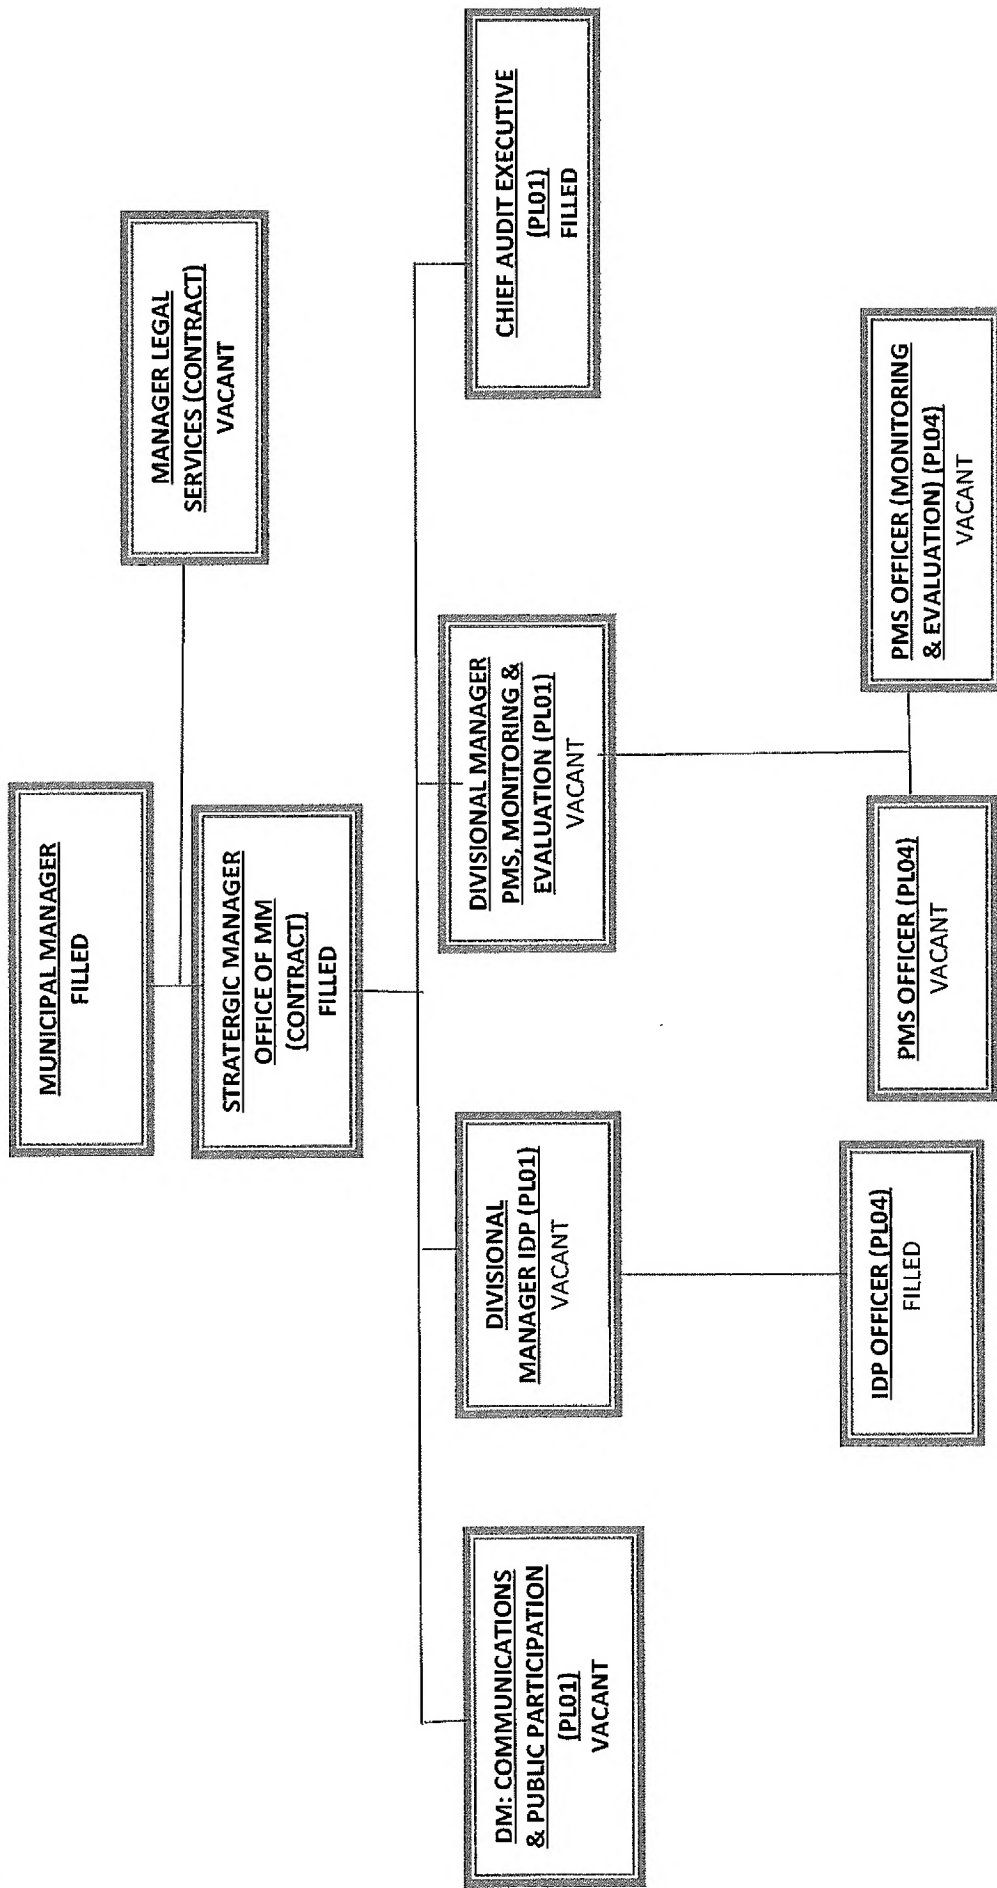 MUNICIPAL MANAGER
FILLED
MANAGER LEGAL
SERVICES (CONTRACT)
VACANT
STRATERGIC MANAGER
OFFICE OF MM
(CONTRACT)
FILLED
DM: COMMUNICATIONS
& PUBLIC PARTICIPATION
(PL01)
VACANT
DIVISIONAL
MANAGER IDP (PL01)
VACANT
DIVISIONAL MANAGER
PMS, MONITORING &
EVALUATION (PL01)
VACANT
CHIEF AUDIT EXECUTIVE
(PL01)
FILLED
IDP OFFICER (PL04)
FILLED
PMS OFFICER (PL04)
VACANT
PMS OFFICER (MONITORING
& EVALUATION) (PL04)
VACANT